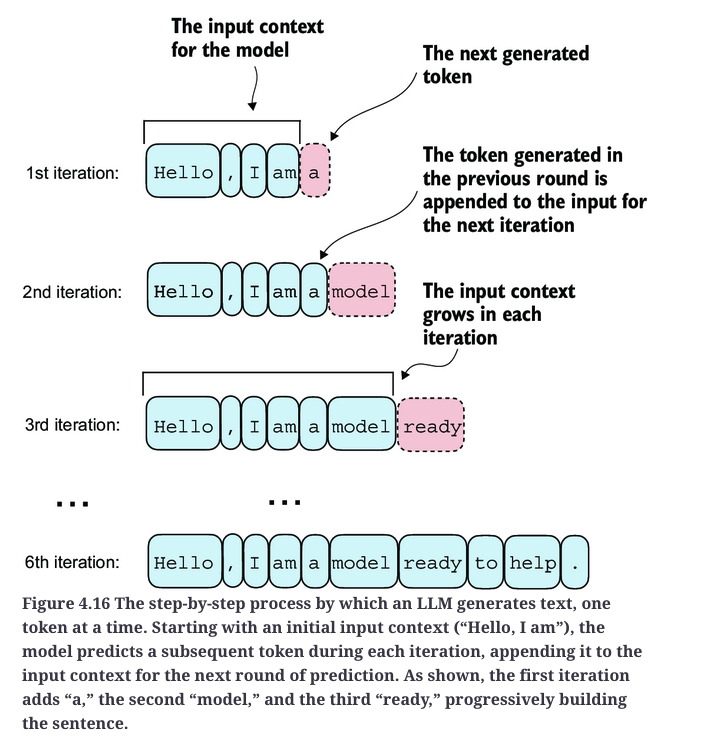 The input context
for the model
The next generated
token
1st iteration: Hello , I am a
The token generated in
the previous round is
appended to the input for
the next iteration
2nd iteration: Hello , I am a model
The input context
grows in each
iteration
3rd iteration: Hello , I am a model ready
... ...
6th iteration: Hello , I am a model ready to help .
Figure 4.16 The step-by-step process by which an LLM generates text, one
token at a time. Starting with an initial input context (“Hello, I am”), the
model predicts a subsequent token during each iteration, appending it to the
input context for the next round of prediction. As shown, the first iteration
adds “a,” the second “model,” and the third “ready,” progressively building
the sentence.